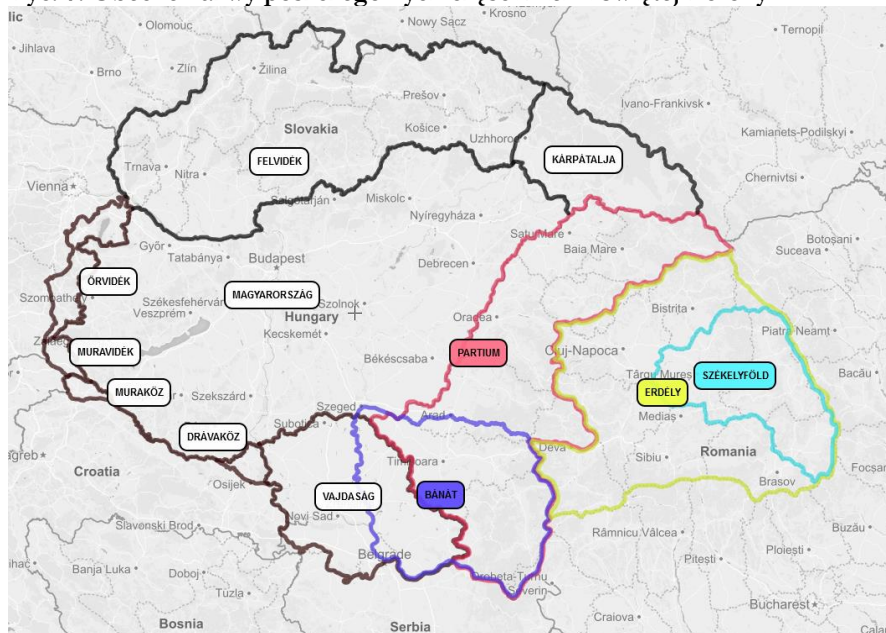 Olomouc
Nowy Sącz
Krosno
Ternopil
Jihlava
Brno
Zlín
Žilina
Prešov
Ivano-Frankivsk
Slovakia
Košice
Uzhhorod
Kamianets-Podilskyi
FELVIDÉK
KÁRPÁTALJA
Trnava
Nitra
Chernivtsi
Vienna
Salgótarján
Miskolc
Nyíregyháza
Satu Mare
Baia Mare
Botoșani
Suceava
Győr
Tatabánya
Budapest
Debrecen
ŐRVIDÉK
MAGYARORSZÁG
Szombathely
Székesfehérvár
Veszprém
Szolnok
Hungary
Kecskemét
Oradea
Bistrița
Piatra Neamț
MURAVIDÉK
Békéscsaba
PARTIUM
Cluj-Napoca
Târgu Mureș
SZÉKELYFÖLD
Bacău
MURAKÖZ
Szekszárd
ERDÉLY
Szeged
Arad
Mediaș
DRÁVAKÖZ
Subotica
Deva
Croatia
Timișoara
Sibiu
Romania
Osijek
VAJDASÁG
BÁNÁT
Brasov
Slavonski Brod
Novi Sad
Râmnicu Vâlcea
Buzău
Belgrade
Banja Luka
Doboj
Drobeta-Turnu
Severin
Pitești
Ploiești
Tuzla
Craiova
Bucharest
Bosnia
Serbia